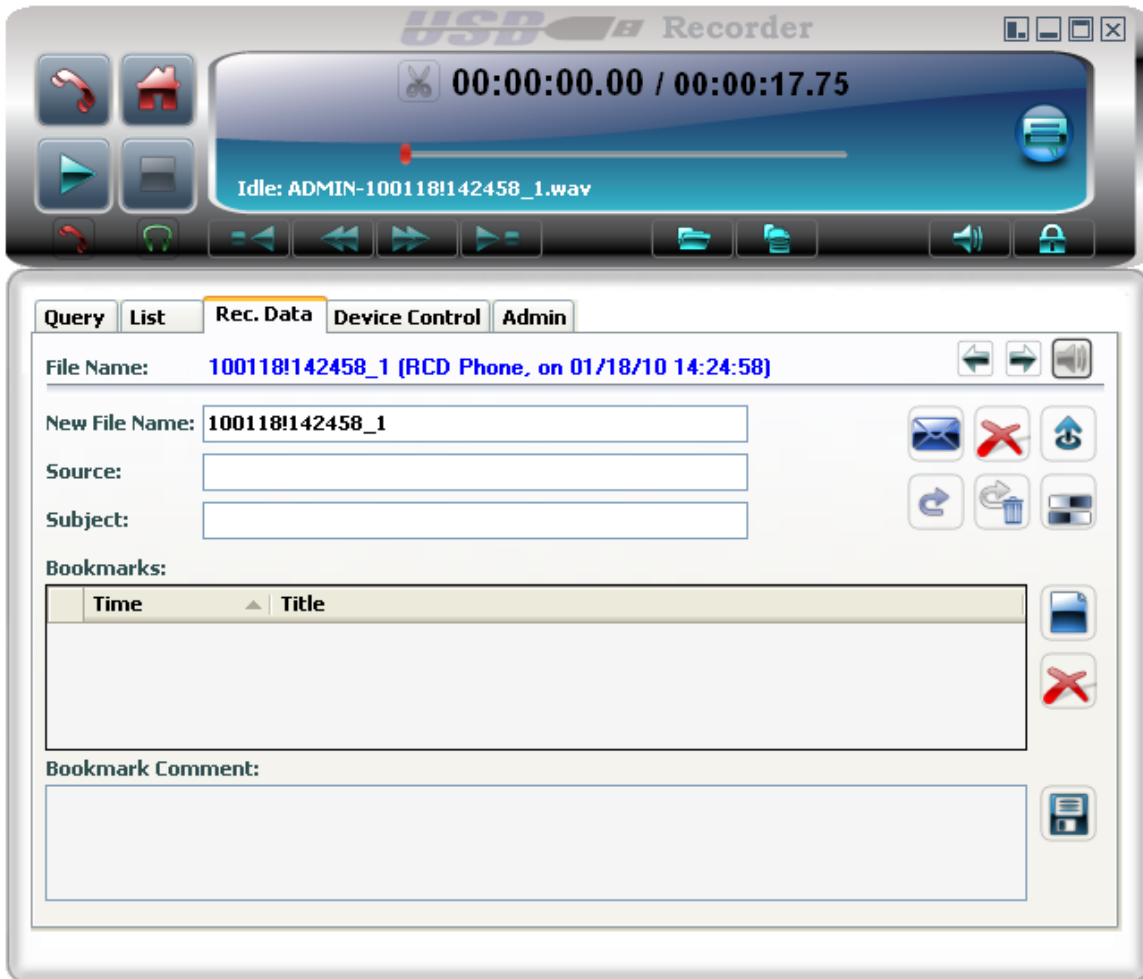 USB Recorder
00:00:00.00 / 00:00:17.75
Idle: ADMIN-100118!142458_1.wav
Query List Rec. Data Device Control Admin
File Name: 100118!142458_1 (RCD Phone, on 01/18/10 14:24:58)
New File Name: 100118!142458_1
Source:
Subject:
Bookmarks:
Time Title
Bookmark Comment: